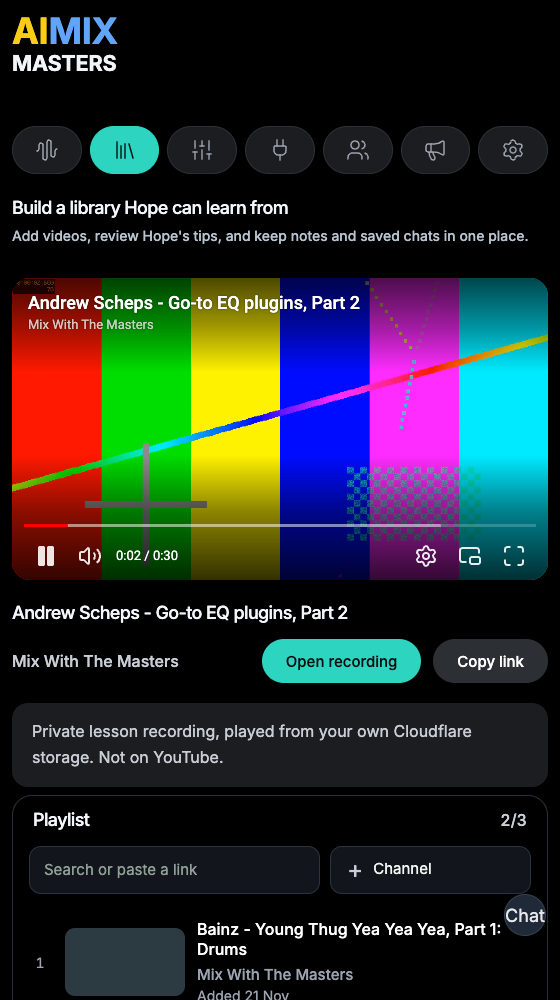 AIMIX
MASTERS
Build a library Hope can learn from
Add videos, review Hope's tips, and keep notes and saved chats in one place.
Andrew Scheps - Go-to EQ plugins, Part 2
Mix With The Masters
0:02 / 0:30
Andrew Scheps - Go-to EQ plugins, Part 2
Mix With The Masters
Open recording
Copy link
Private lesson recording, played from your own Cloudflare
storage. Not on YouTube.
Playlist
2/3
Search or paste a link
+ Channel
Chat
1
Bainz - Young Thug Yea Yea Yea, Part 1:
Drums
Mix With The Masters
Added 21 Nov